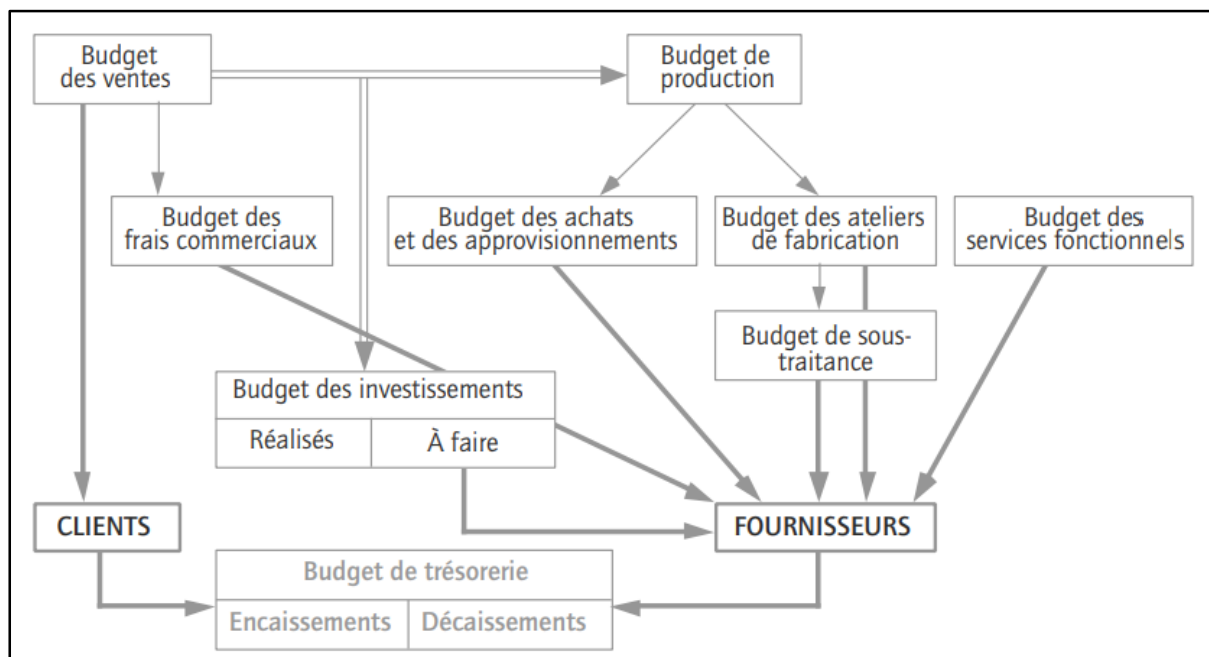 Budget
des ventes
Budget de
production
Budget des
frais commerciaux
Budget des achats
et des approvisionnements
Budget des ateliers
de fabrication
Budget des
services fonctionnels
Budget de sous-
traitance
Budget des investissements
Réalisés
À faire
CLIENTS
FOURNISSEURS
Budget de trésorerie
Encaissements
Décaissements